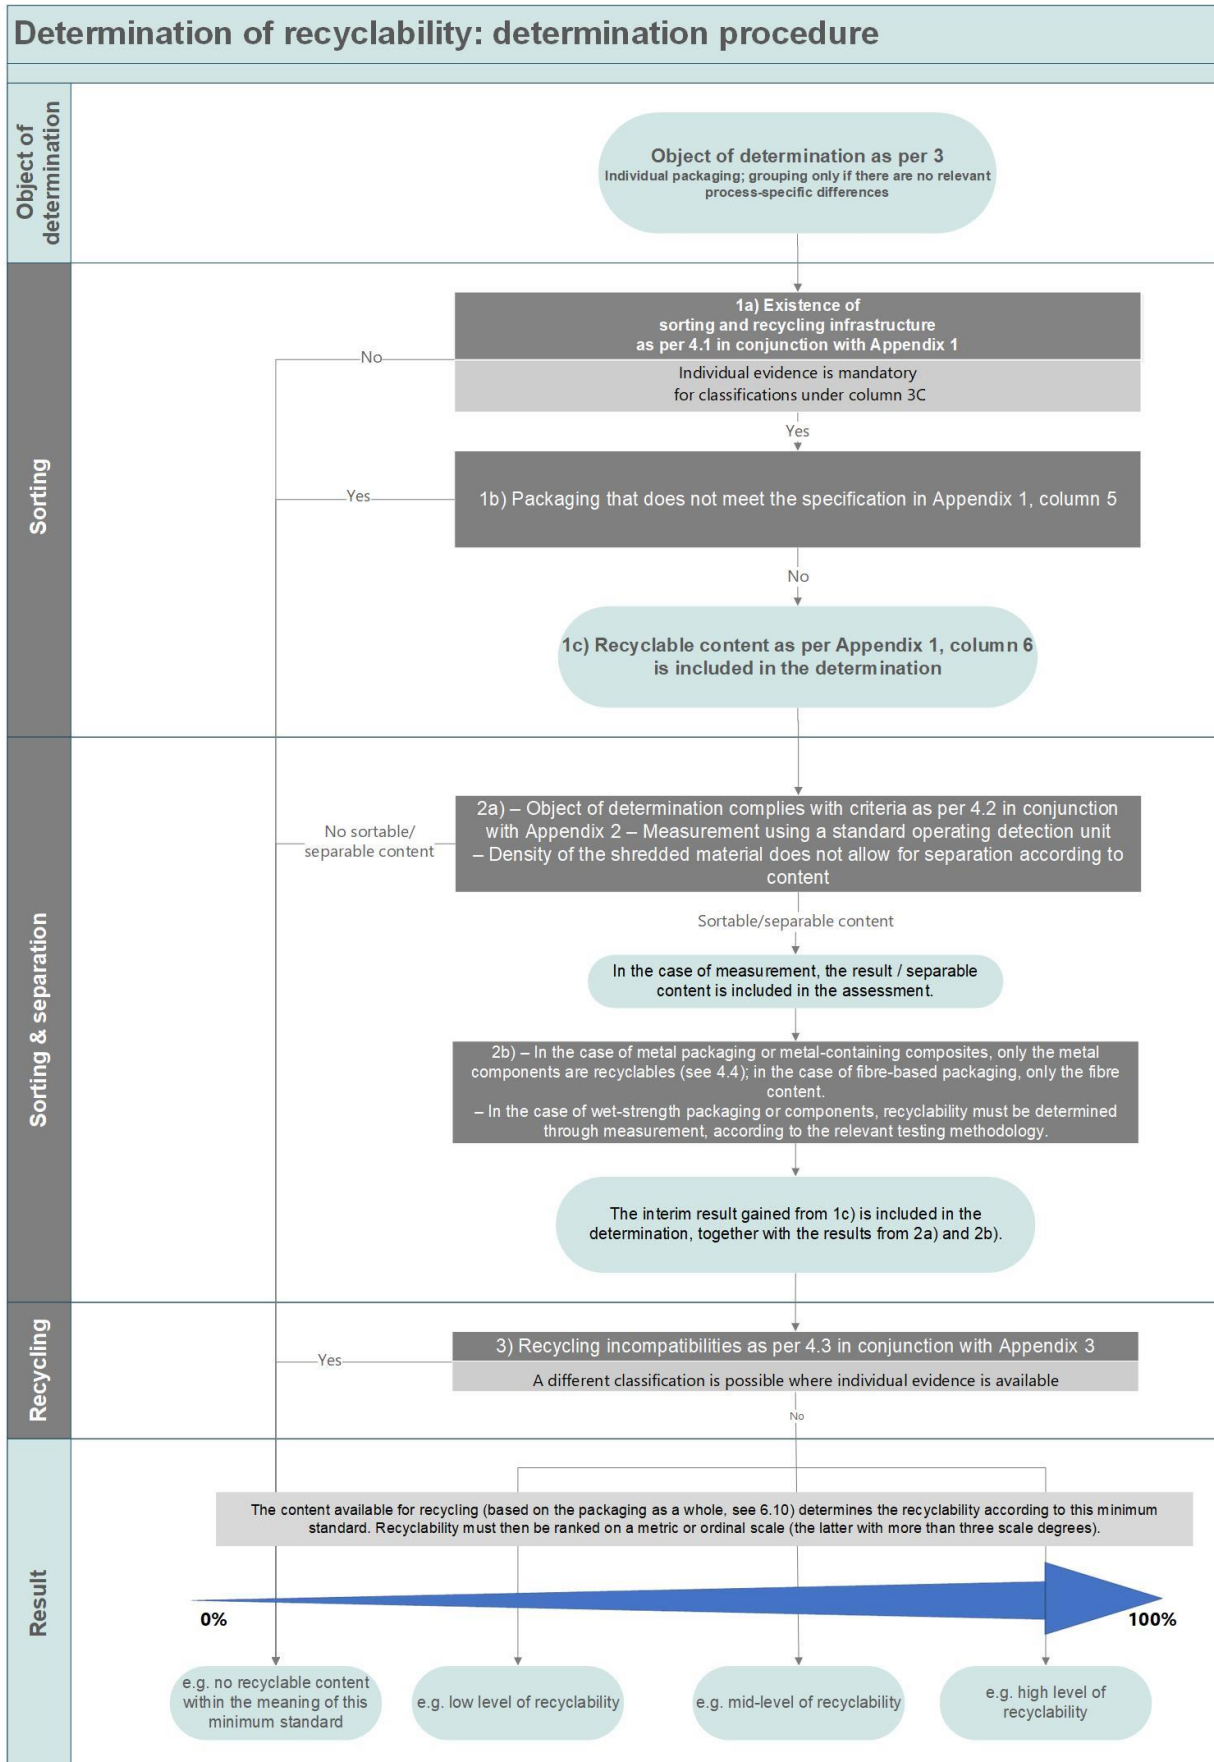 Determination of recyclability: determination procedure
Object of
determination
Object of determination as per 3
Individual packaging; grouping only if there are no relevant
process-specific differences
Sorting
1a) Existence of
sorting and recycling infrastructure
as per 4.1 in conjunction with Appendix 1
No
Individual evidence is mandatory
for classifications under column 3C
Yes
Yes
1b) Packaging that does not meet the specification in Appendix 1, column 5
No
1c) Recyclable content as per Appendix 1, column 6
is included in the determination
Sorting & separation
2a) – Object of determination complies with criteria as per 4.2 in conjunction
with Appendix 2 – Measurement using a standard operating detection unit
– Density of the shredded material does not allow for separation according to
content
No sortable/
separable content
Sortable/separable content
In the case of measurement, the result / separable
content is included in the assessment.
2b) – In the case of metal packaging or metal-containing composites, only the metal
components are recyclables (see 4.4); in the case of fibre-based packaging, only the fibre
content.
– In the case of wet-strength packaging or components, recyclability must be determined
through measurement, according to the relevant testing methodology.
The interim result gained from 1c) is included in the
determination, together with the results from 2a) and 2b).
Recycling
3) Recycling incompatibilities as per 4.3 in conjunction with Appendix 3
Yes
A different classification is possible where individual evidence is available
No
Result
The content available for recycling (based on the packaging as a whole, see 6.10) determines the recyclability according to this minimum
standard. Recyclability must then be ranked on a metric or ordinal scale (the latter with more than three scale degrees).
0%
100%
e.g. no recyclable content
within the meaning of this
minimum standard
e.g. low level of recyclability
e.g. mid-level of recyclability
e.g. high level of
recyclability